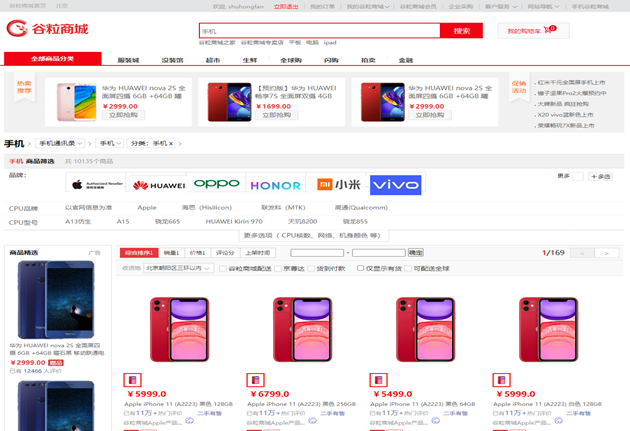 谷粒商城首页 北京 欢迎, shuhongfan 立即退出 我的订单 我的谷粒商城 谷粒商城会员 企业采购 客户服务 网站导航 手机谷粒商城
谷粒商城 手机 搜索 我的购物车 0
谷粒商城之家 谷粒商城专卖店 平板 电脑 ipad
全部商品分类 服装城 沒装馆 超市 生鲜 全球购 闪购 拍卖 金融
热卖推荐
华为 HUAWEI nova 2S 全面屏四摄 6GB +64GB 曜
¥2999.00
立即抢购
【预约版】华为 HUAWEI 畅享7S 全面屏双摄 4GB
¥1699.00
立即抢购
华为 HUAWEI nova 2S 全面屏四摄 6GB +64GB 曜
¥2999.00
立即抢购
促销活动
红米千元全面屏手机上市
锤子坚果Pro2火爆预约中
大牌新品 疯狂抢购
X20 vivo蓝新色上市
荣耀畅玩7X新品上市
手机 > 手机通讯录 > 手机 分类: 手机 x >
手机 商品筛选 共 10135个商品
品牌:
Authorised Reseller HUAWEI oppo HONOR 小米 vivo 更多 + 多选
CPU品牌 以官网信息为准 Apple 海思（Hisilicon） 联发科（MTK） 高通(Qualcomm)
CPU型号 A13仿生 A15 骁龙665 HUAWEI Kirin 970 天玑8200 骁龙855
更多选项（ CPU核数、网络、机身颜色 等）
商品精选 广告
华为 HUAWEI nova 2S 全面屏四摄 6GB +64GB 曜石黑 移动联通电
¥2999.00
已有 12466 人评价
综合排序↓ 销量↓ 价格↓ 评论分 上架时间 - 确定 1/169 < >
收货地 北京朝阳区三环以内 谷粒商城配送 京尊达 货到付款 仅显示有货 可配送全球
¥5999.0
Apple iPhone 11 (A2223) 黑色 128GB
已有11万+热门评价 二手有售
谷粒商城Apple产品...
¥6799.0
Apple iPhone 11 (A2223) 黑色 256GB
已有11万+热门评价 二手有售
谷粒商城Apple产品...
¥5499.0
Apple iPhone 11 (A2223) 黑色 64GB
已有11万+热门评价 二手有售
谷粒商城Apple产品...
¥5999.0
Apple iPhone 11 (A2223) 白色 128GB
已有11万+热门评价 二手有售
谷粒商城Apple产品...